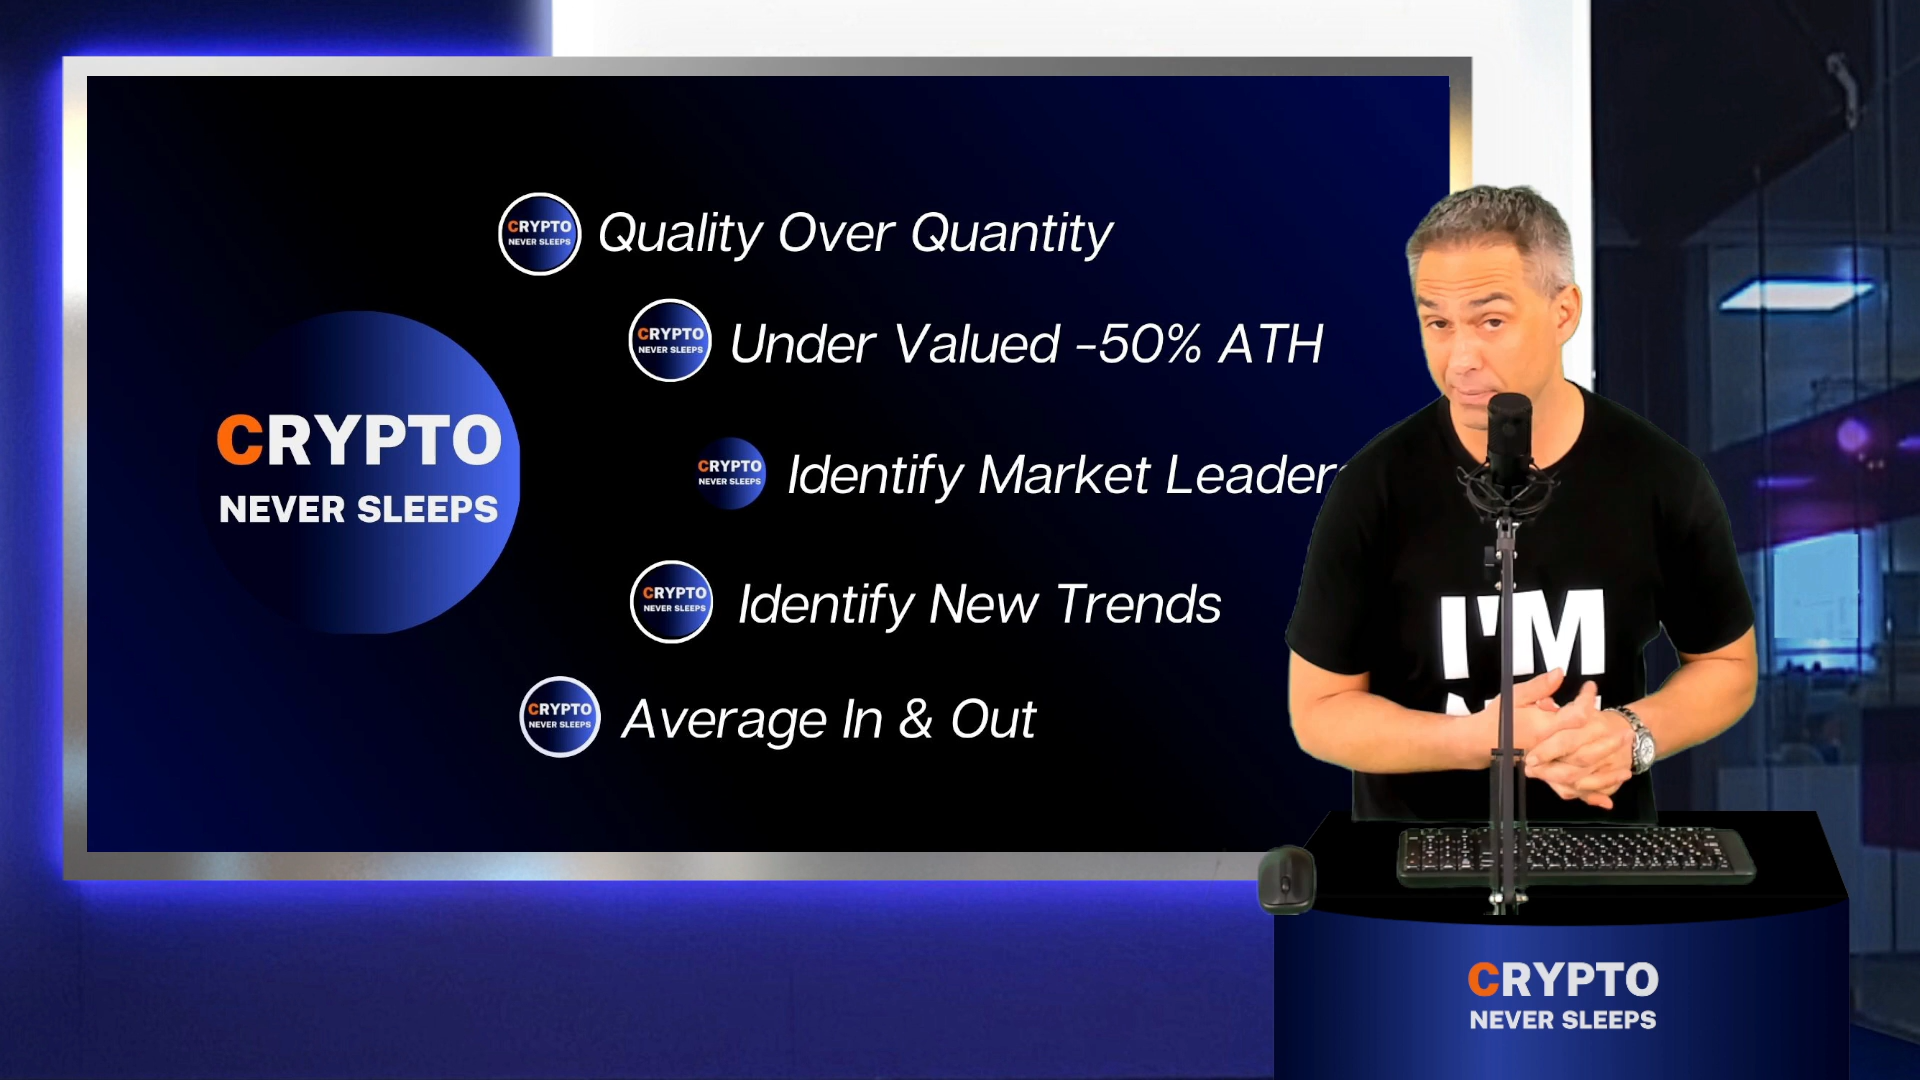 CRYPTO
NEVER SLEEPS
CRYPTO
NEVER SLEEPS
Quality Over Quantity
CRYPTO
NEVER SLEEPS
Under Valued -50% ATH
CRYPTO
NEVER SLEEPS
Identify Market Leader
CRYPTO
NEVER SLEEPS
Identify New Trends
CRYPTO
NEVER SLEEPS
Average In & Out
I'M
CRYPTO
NEVER SLEEPS